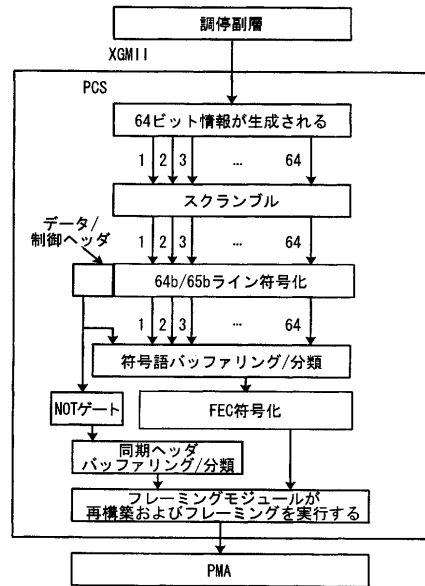 調停副層
XGMII
PCS
64ビット情報が生成される
1 2 3 … 64
スクランブル
データ/
制御ヘッダ
1 2 3 … 64
64b/65bライン符号化
1 2 3 … 64
符号語バッファリング/分類
NOTゲート
FEC符号化
同期ヘッダ
バッファリング/分類
フレーミングモジュールが
再構築およびフレーミングを実行する
PMA